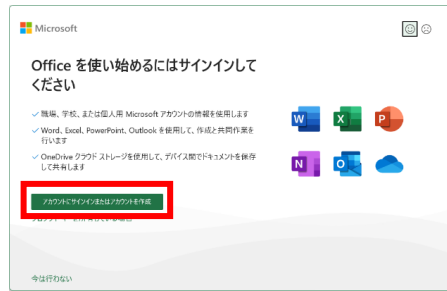 Microsoft
Office を使い始めるにはサインインして
ください
職場、学校、または個人用 Microsoft アカウントの情報を使用します
Word、Excel、PowerPoint、Outlook を使用して、作成と共同作業を
行います
OneDrive クラウド ストレージを使用して、デバイス間でドキュメントを保存
して共有します
W
X
P
N
O
アカウントにサインインまたはアカウントを作成
今は行わない